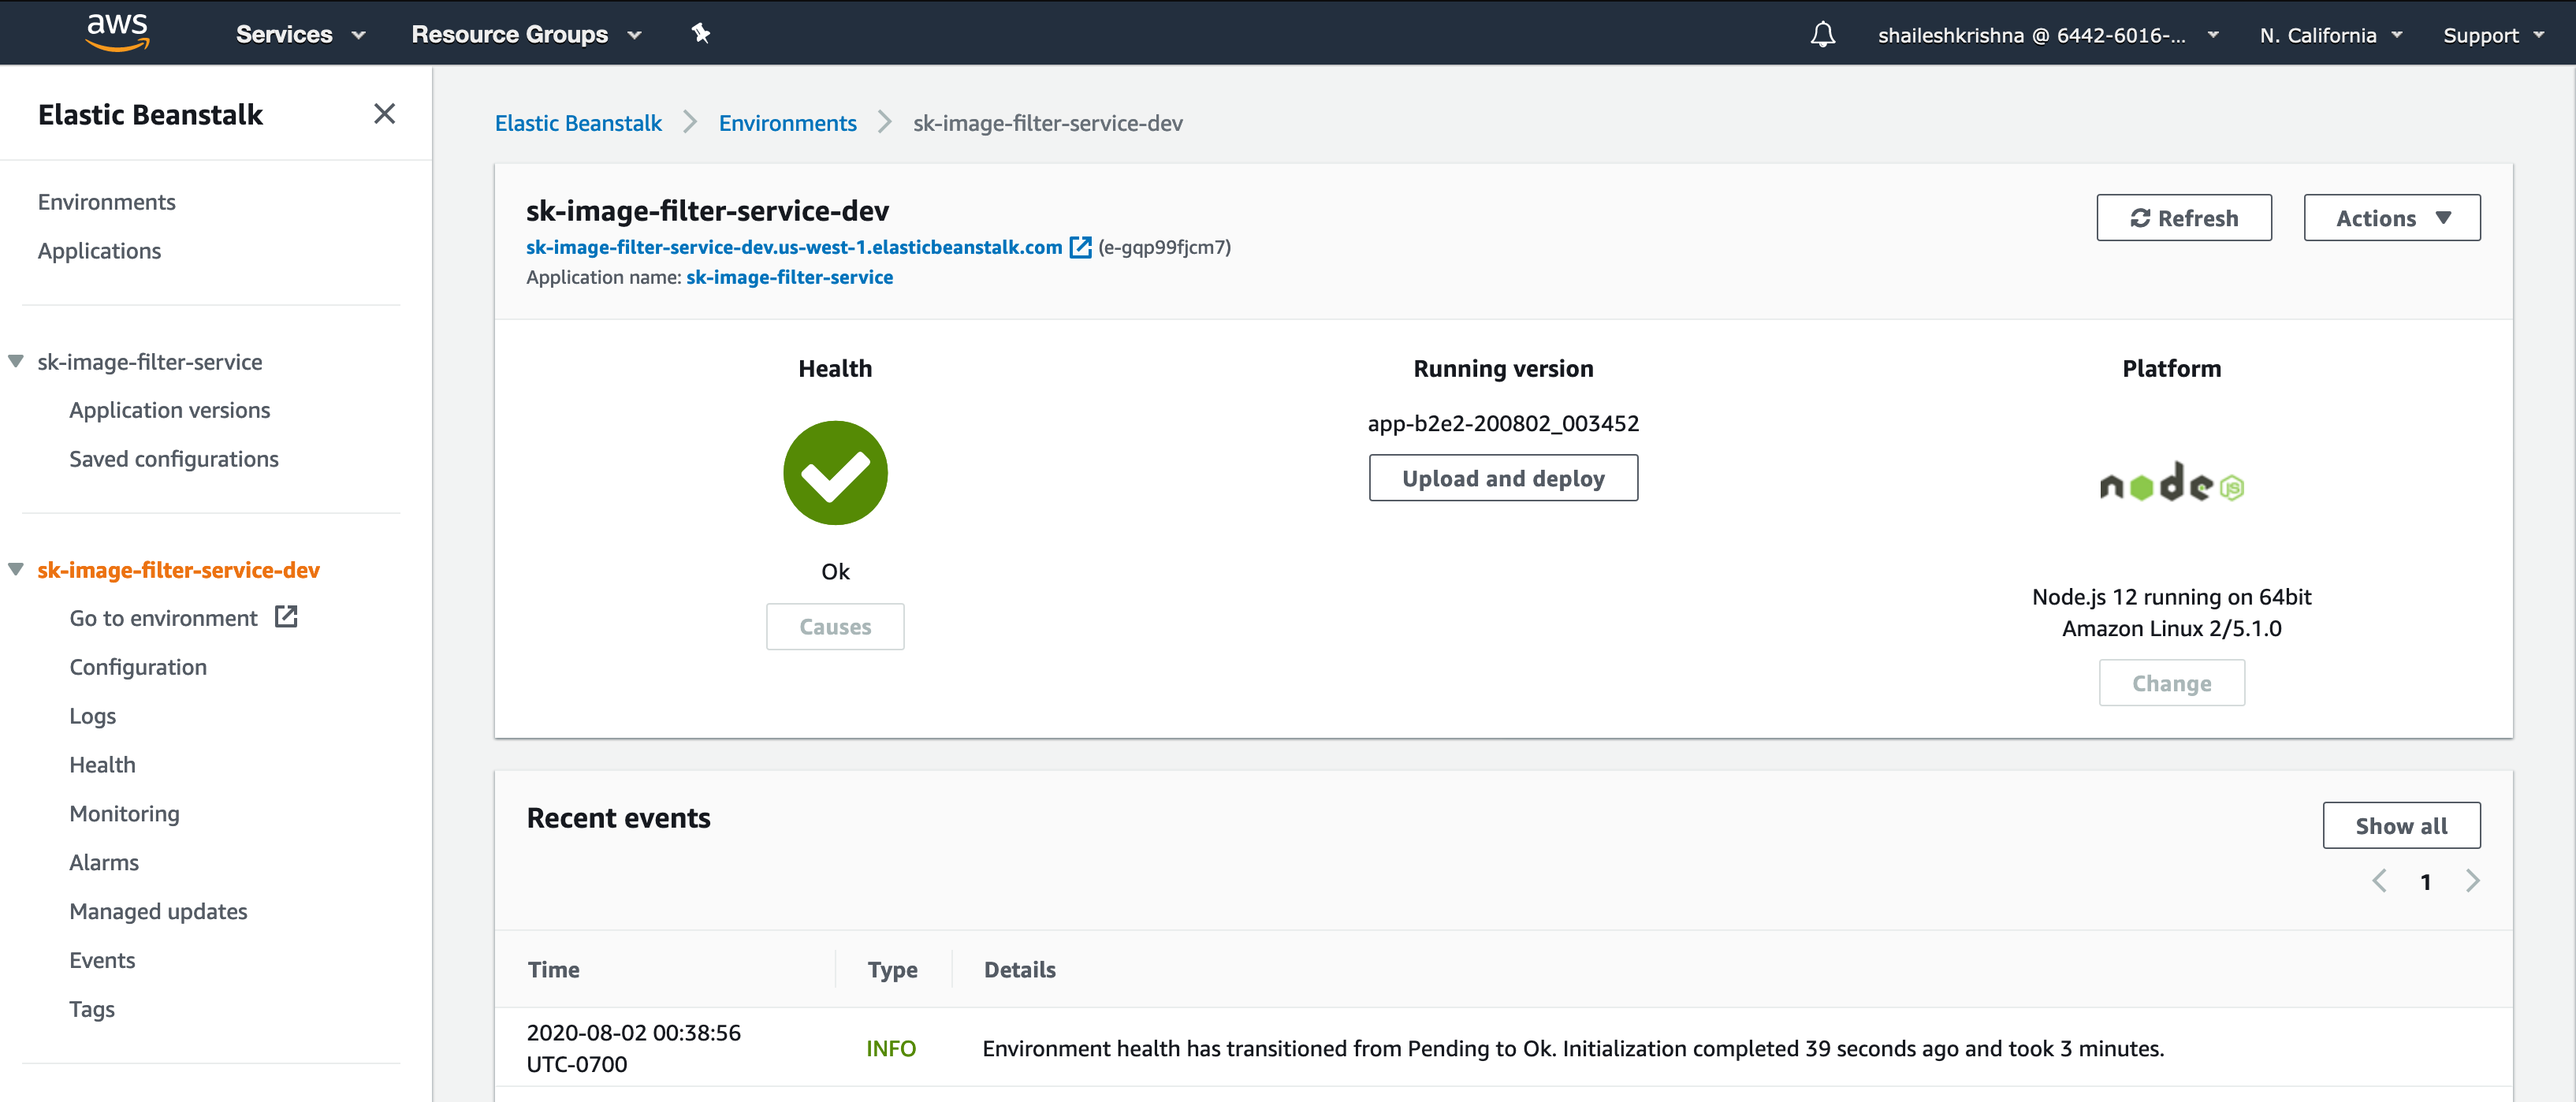 aws
Services
Resource Groups
shaileshkrishna @ 6442-6016-...
N. California
Support
Elastic Beanstalk
Environments
Applications
sk-image-filter-service
Application versions
Saved configurations
sk-image-filter-service-dev
Go to environment
Configuration
Logs
Health
Monitoring
Alarms
Managed updates
Events
Tags
Elastic Beanstalk
Environments
sk-image-filter-service-dev
sk-image-filter-service-dev
sk-image-filter-service-dev.us-west-1.elasticbeanstalk.com (e-gqp99fjcm7)
Application name: sk-image-filter-service
Refresh
Actions
Health
Ok
Causes
Running version
app-b2e2-200802_003452
Upload and deploy
Platform
node JS
Node.js 12 running on 64bit
Amazon Linux 2/5.1.0
Change
Recent events
Show all
1
Time
Type
Details
2020-08-02 00:38:56
UTC-0700
INFO
Environment health has transitioned from Pending to Ok. Initialization completed 39 seconds ago and took 3 minutes.